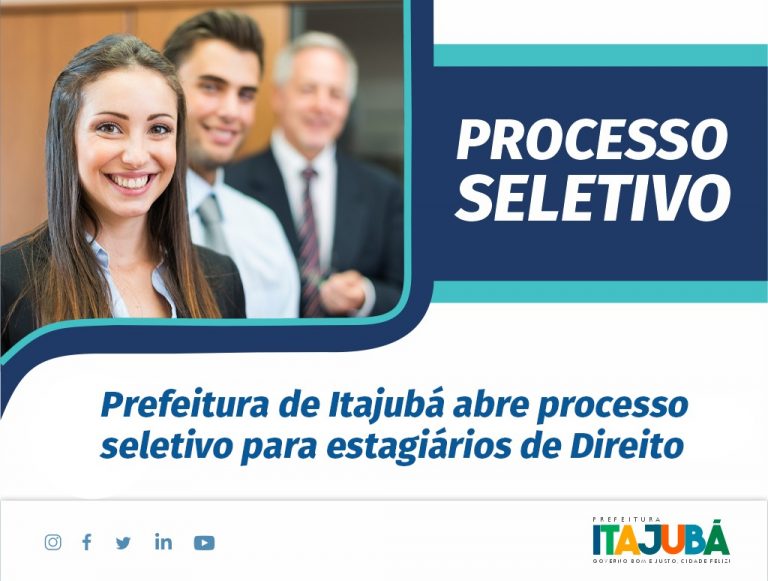 PROCESSO
SELETIVO
Prefeitura de Itajubá abre processo
seletivo para estagiários de Direito
PREFEITURA
ITAJUBÁ
GOVERNO BOM E JUSTO, CIDADE FELIZ!